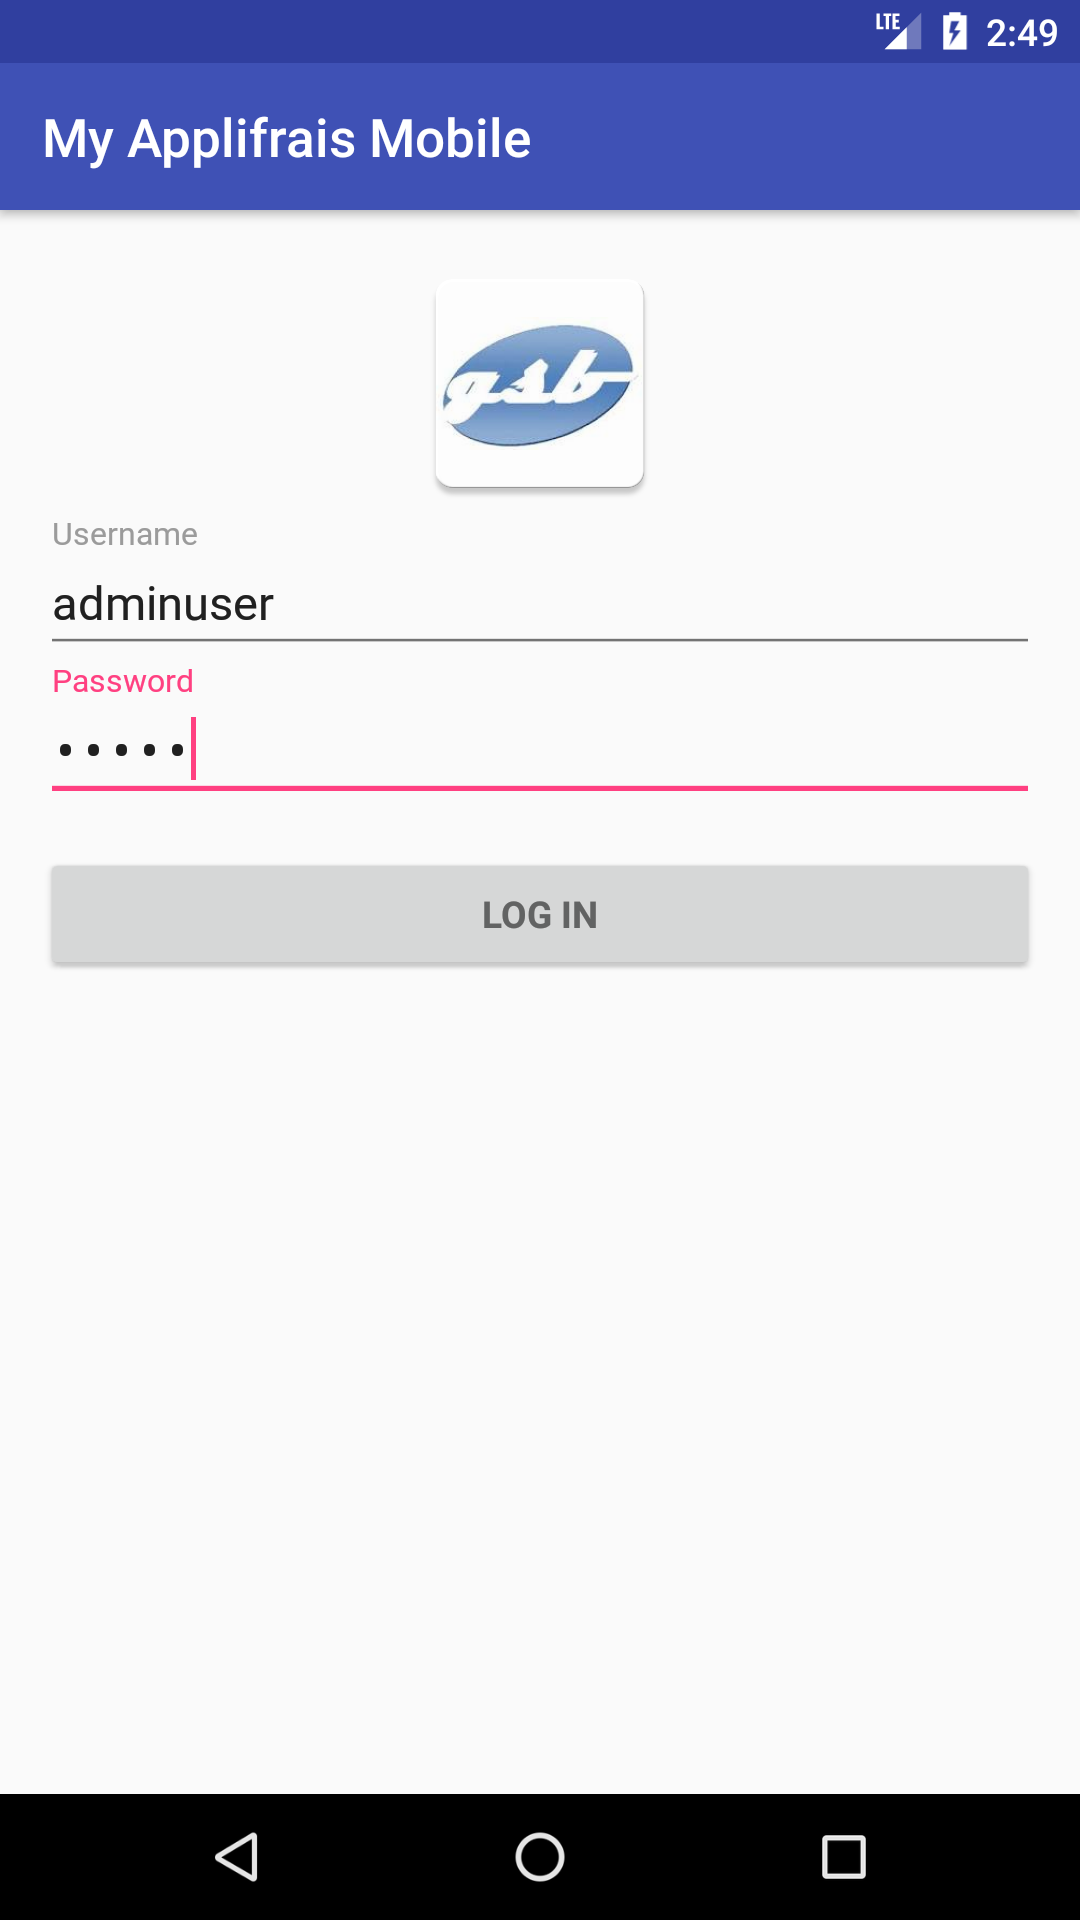 LTE 2:49
My Applifrais Mobile
gsb
Username
adminuser
Password
•••••
LOG IN